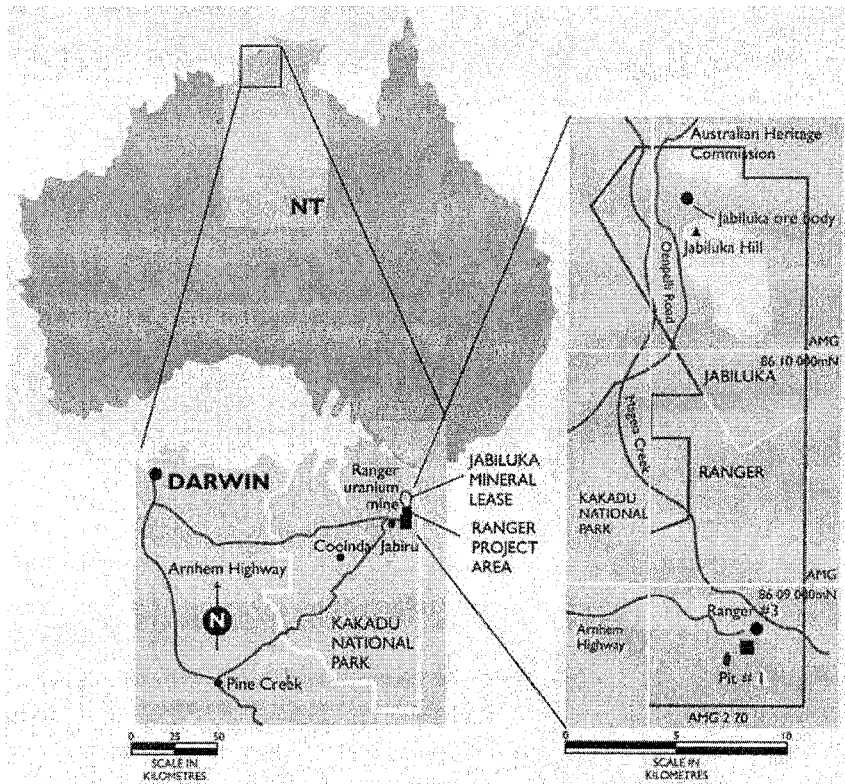 NT
DARWIN
Ranger
uranium
mine
JABILUKA
MINERAL
LEASE
RANGER
PROJECT
AREA
Cooinda
Jabiru
Arnhem Highway
N
KAKADU
NATIONAL
PARK
Pine Creek
0 25 50
SCALE IN
KILOMETRES
Australian Heritage
Commission
Jabiluka ore body
Jabiluka Hill
Oenpelli Road
AMG
86 10 000mN
JABILUKA
Magela Creek
RANGER
KAKADU
NATIONAL
PARK
AMG
86 09 000mN
Ranger #3
Arnhem
Highway
Pit # 1
AMG 2 70
0 5 10
SCALE IN
KILOMETRES